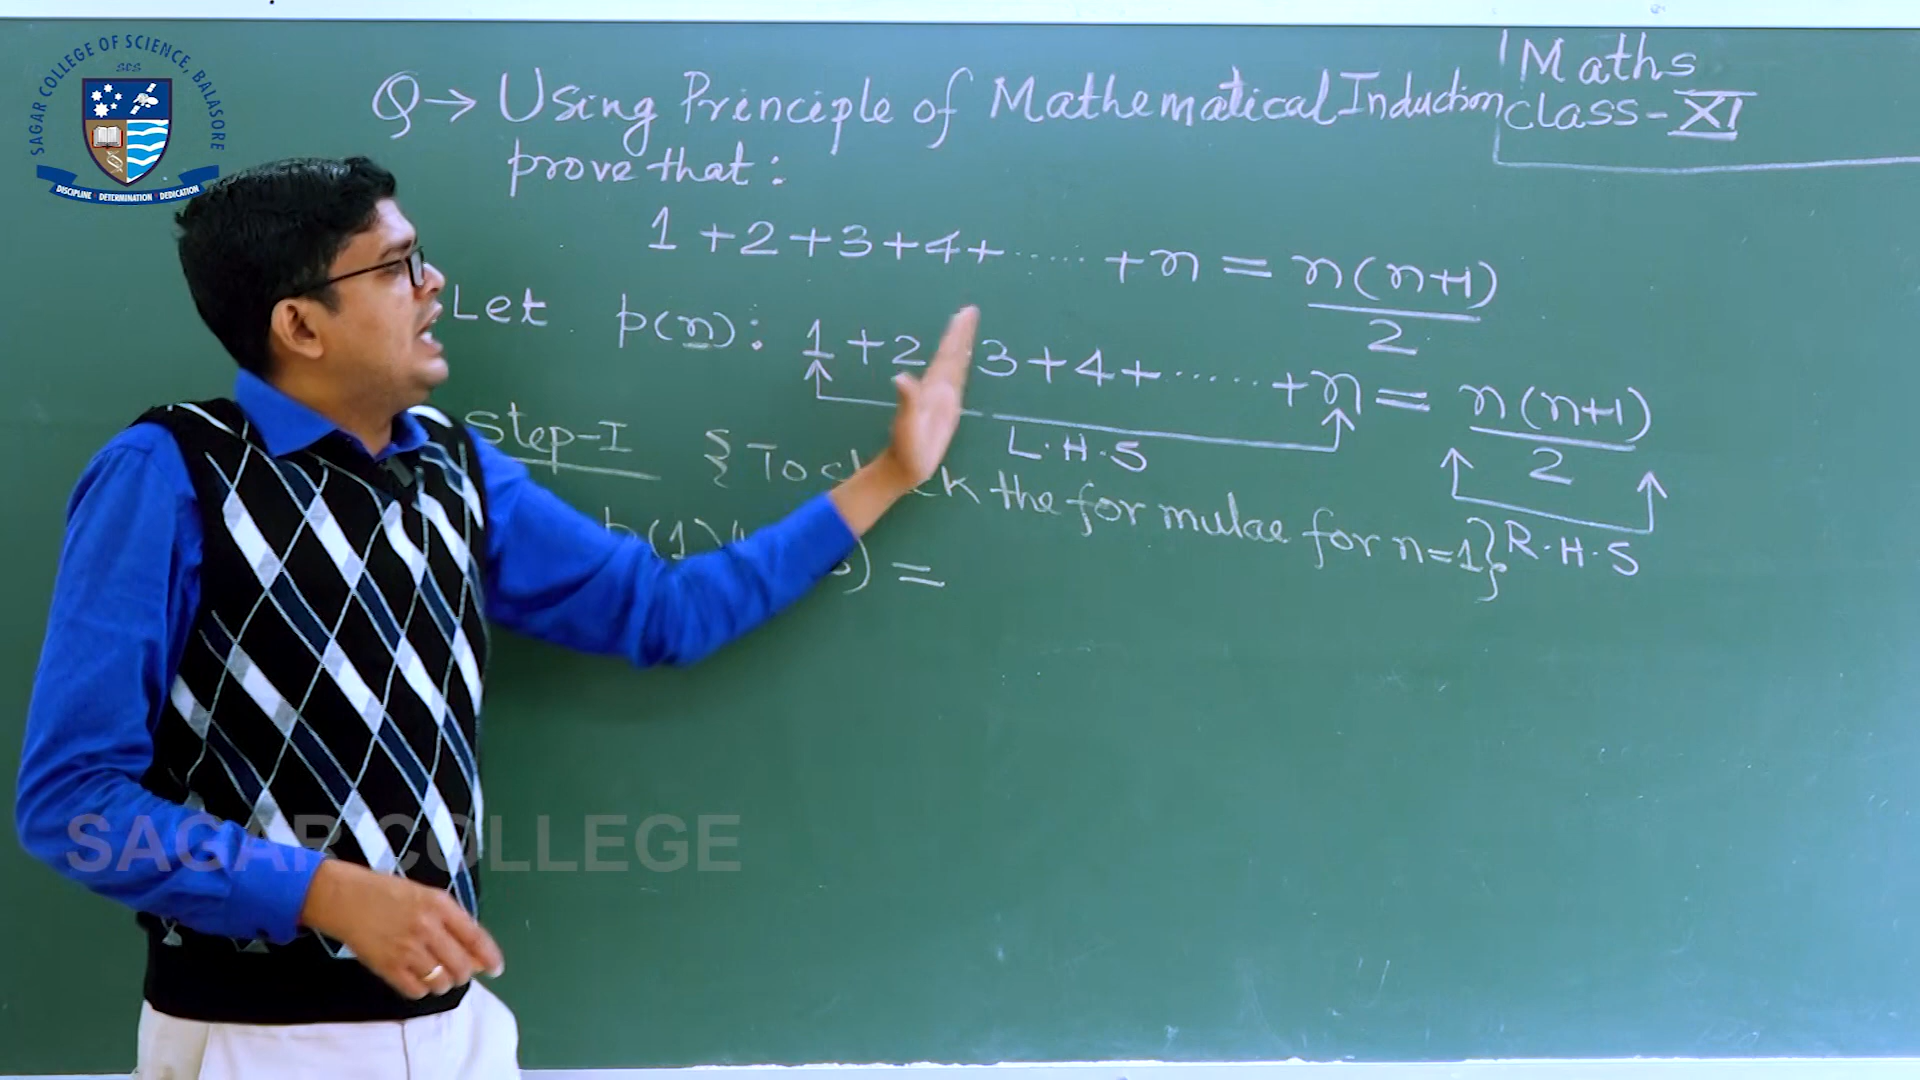 SAGAR COLLEGE OF SCIENCE, BALASORE
SCS
DISCIPLINE DETERMINATION DEDICATION
Maths
class-XI
Q→ Using Principle of Mathematical Induction
prove that:
1+2+3+4+......+n = n(n+1)/2
Let p(n): 1+2 3+4+......+n = n(n+1)/2
L.H.S
R.H.S
Step-I {To k the formulae for n=1}
p(1) ) =
SAGAR COLLEGE